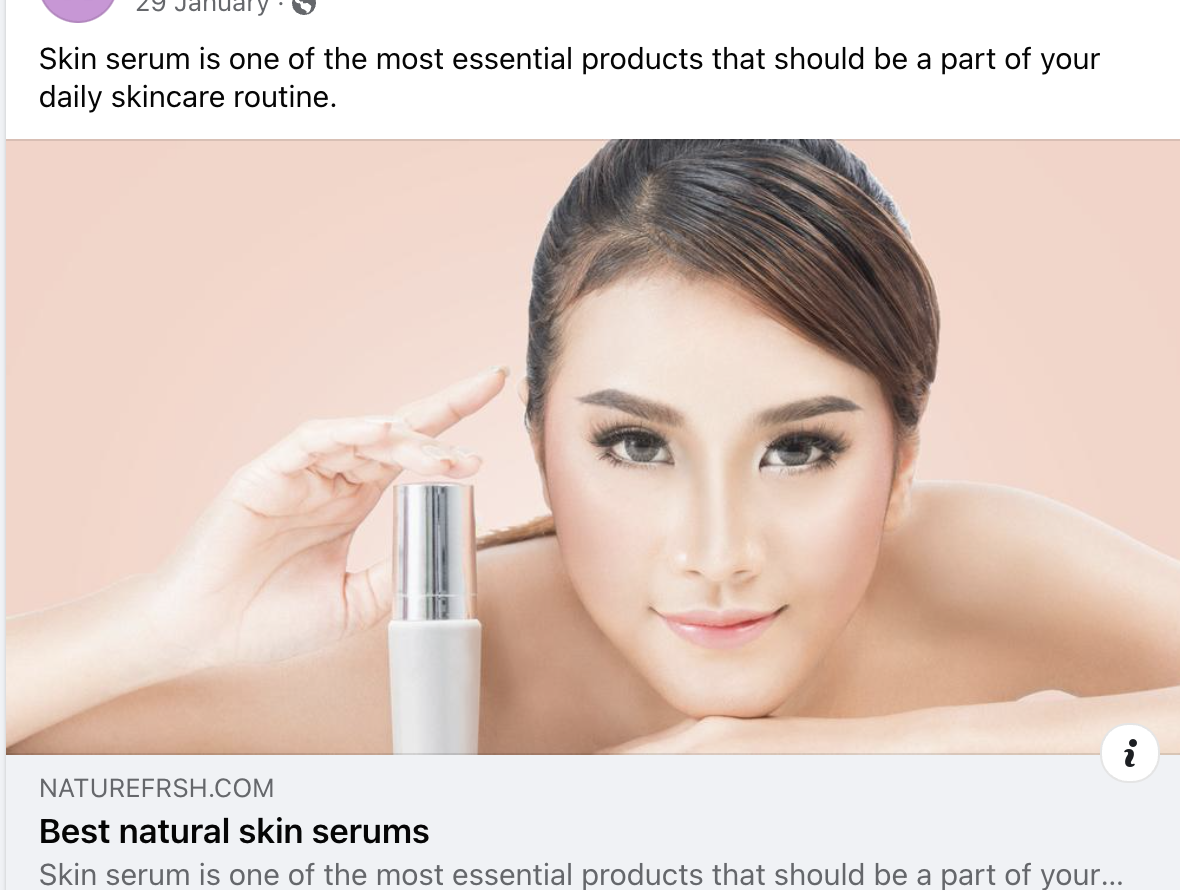 29 January ·
Skin serum is one of the most essential products that should be a part of your
daily skincare routine.
NATUREFRSH.COM
Best natural skin serums
Skin serum is one of the most essential products that should be a part of your...